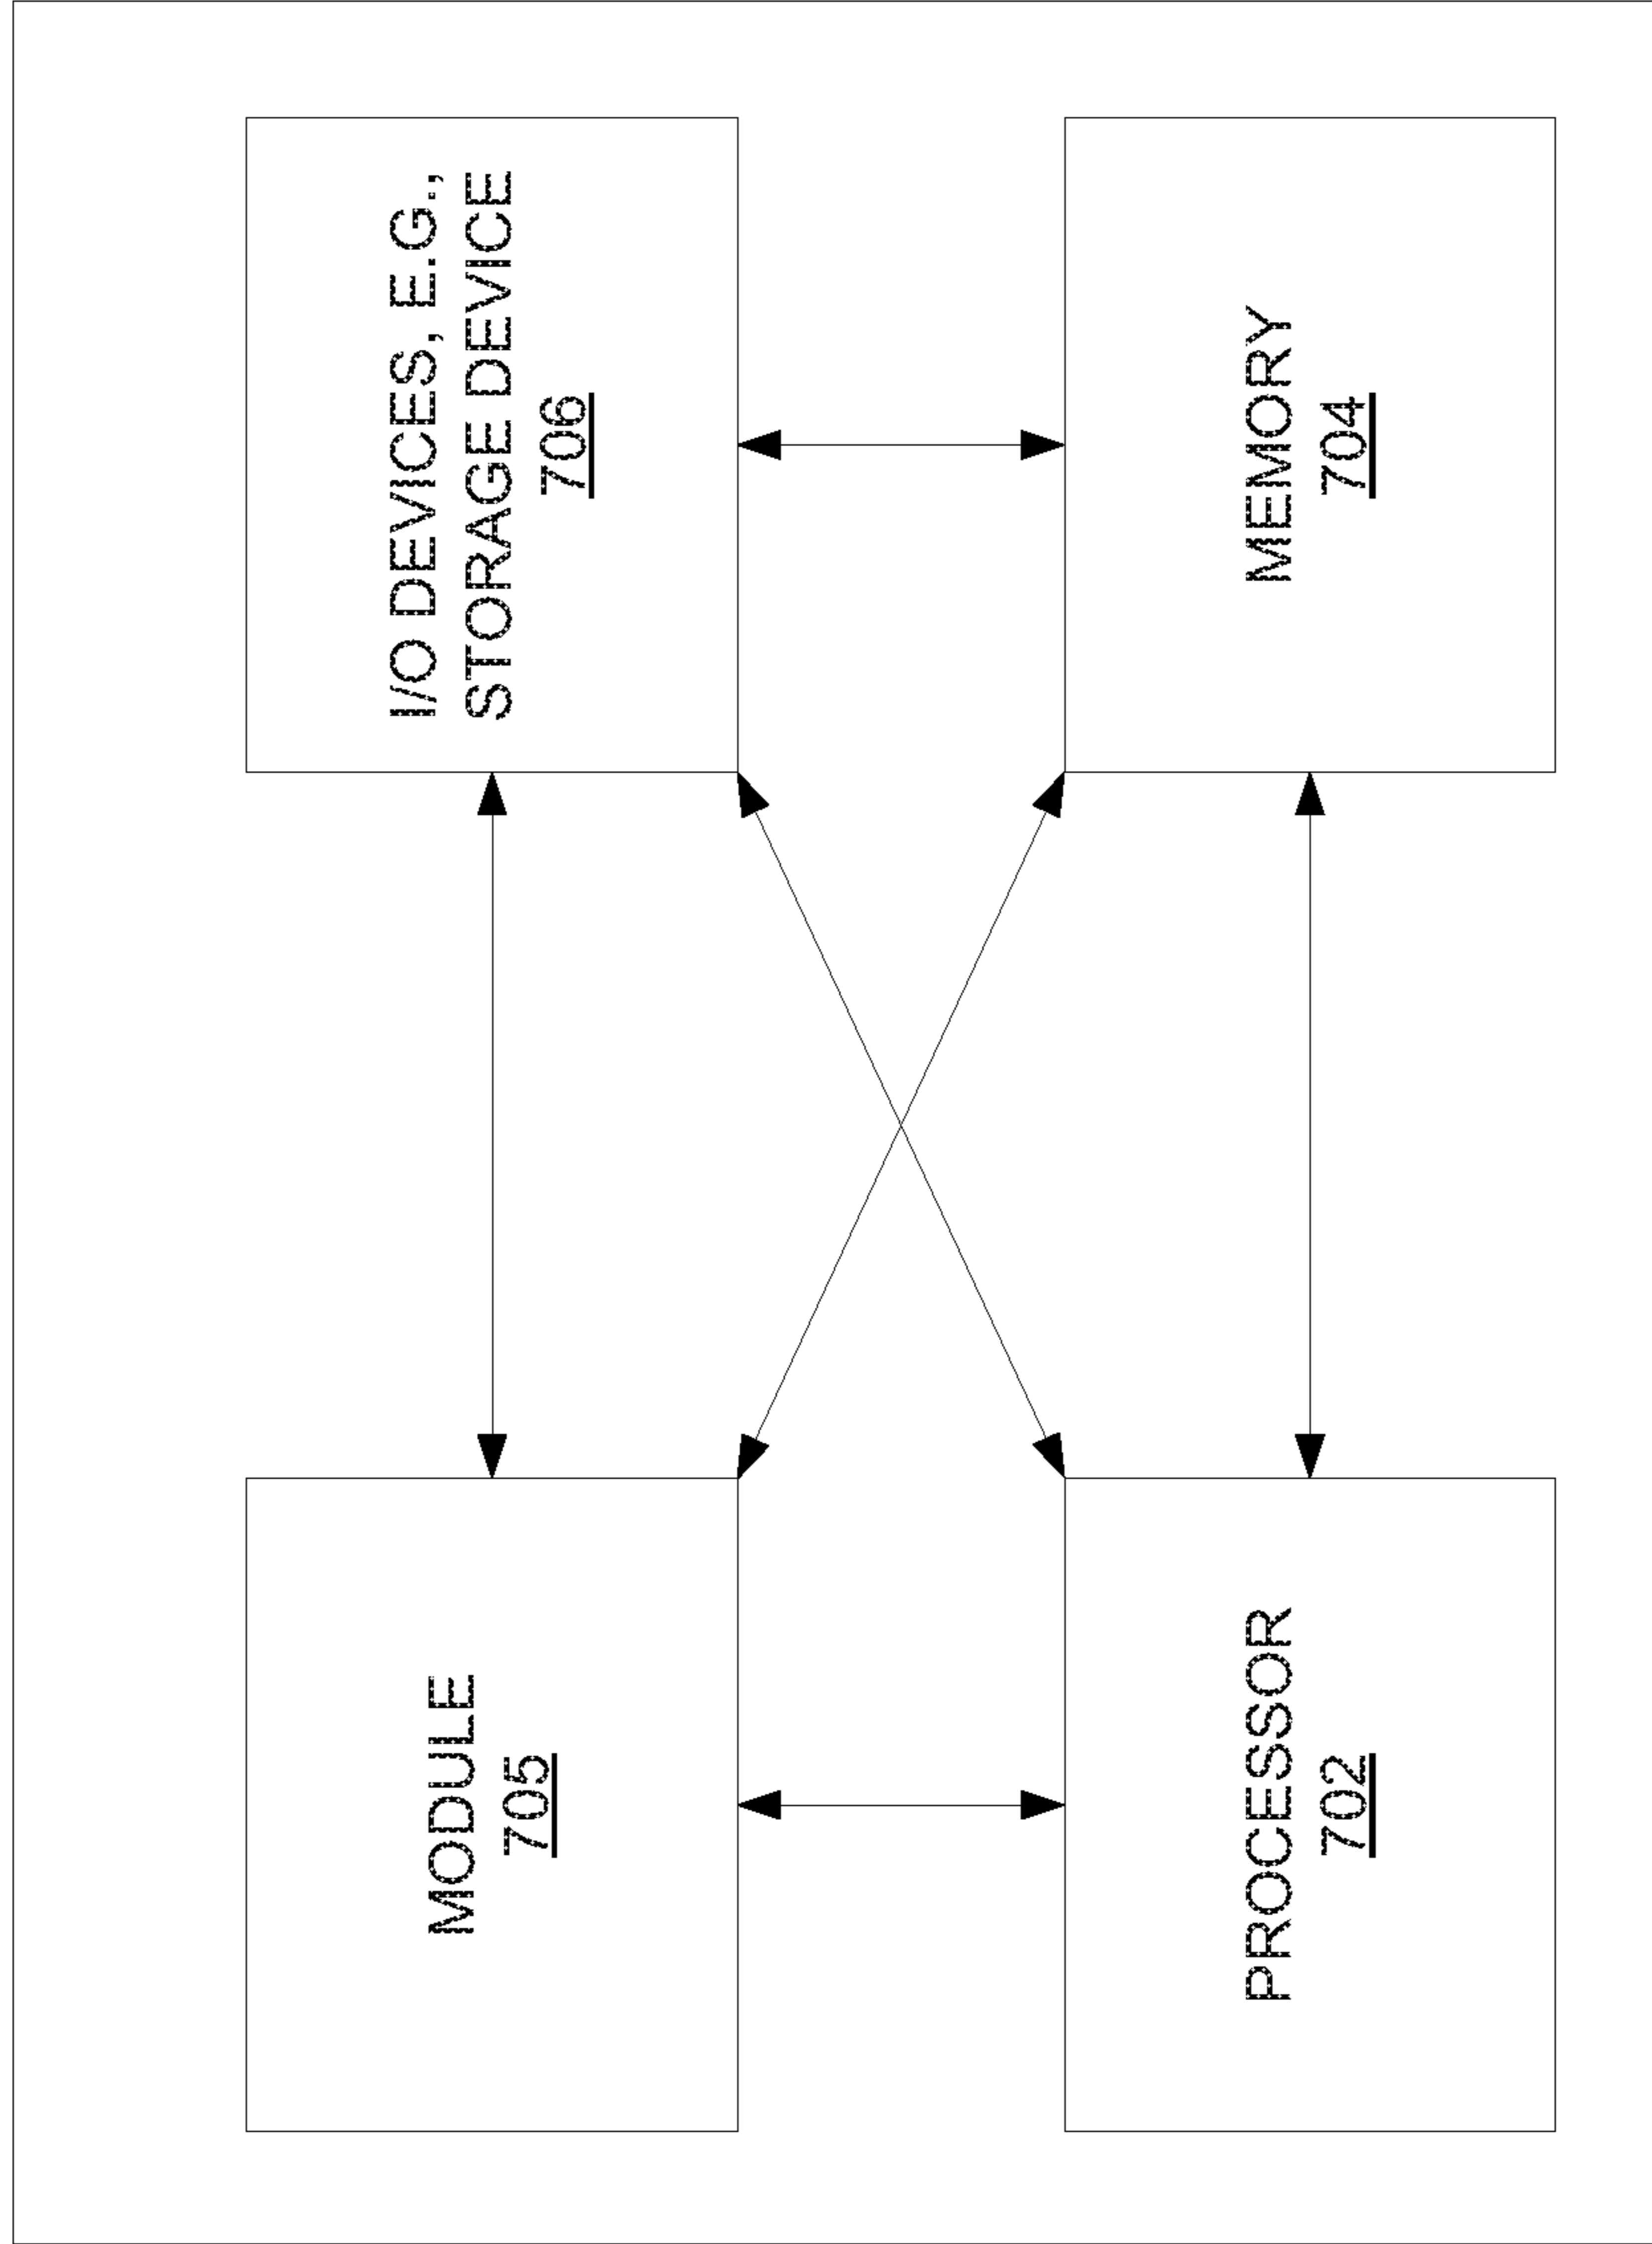 MODULE
705
I/O DEVICES, E.G.,
STORAGE DEVICE
706
PROCESSOR
702
MEMORY
704